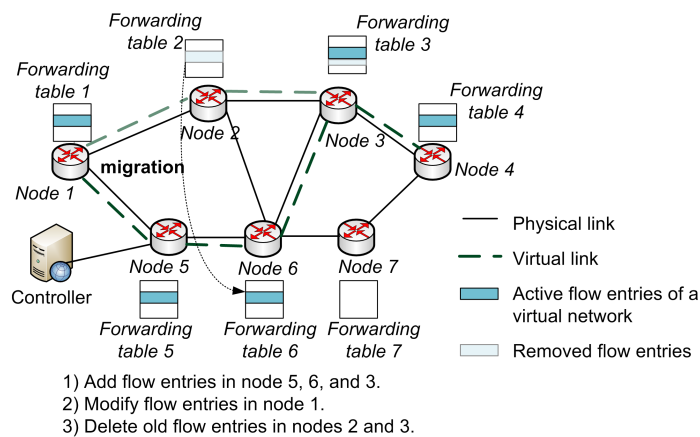 Forwarding
table 2
Forwarding
table 3
Forwarding
table 1
Forwarding
table 4
Node 2
Node 3
migration
Node 4
Node 1
Physical link
Node 5
Node 6
Node 7
Virtual link
Controller
Active flow entries of a
virtual network
Forwarding
table 5
Forwarding
table 6
Forwarding
table 7
Removed flow entries
1) Add flow entries in node 5, 6, and 3.
2) Modify flow entries in node 1.
3) Delete old flow entries in nodes 2 and 3.